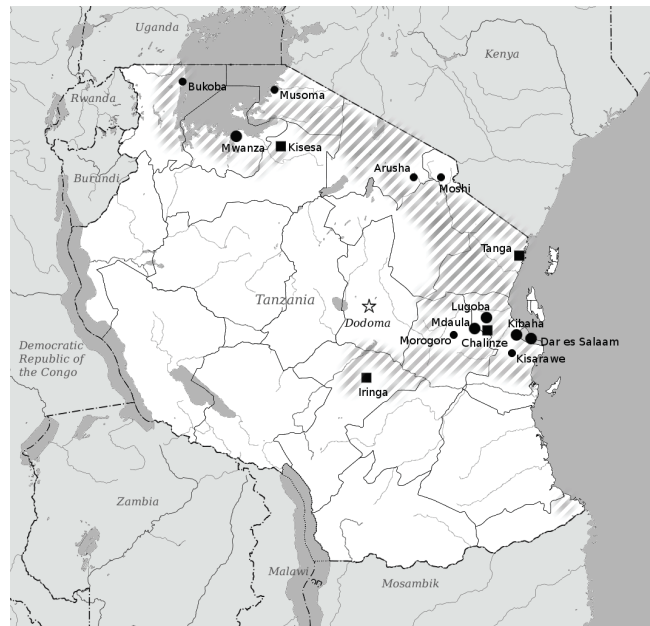 Uganda
Kenya
Bukoba
Musoma
Rwanda
Mwanza
Kisesa
Arusha
Moshi
Burundi
Tanga
Tanzania
Lugoba
Dodoma
Mdaula
Kibaha
Morogoro
Chalinze
Dar es Salaam
Kisarawe
Democratic
Republic of
the Congo
Iringa
Zambia
Malawi
Mosambik